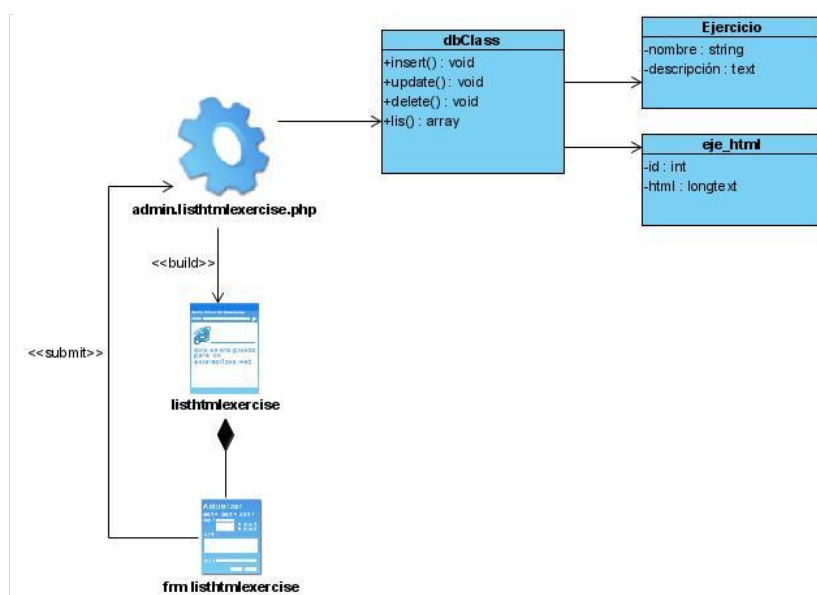 dbClass
+insert() : void
+update() : void
+delete() : void
+lis() : array
Ejercicio
-nombre : string
-descripción : text
eje_html
-id : int
-html : longtext
admin.listhtmlexercise.php
<<build>>
<<submit>>
listhtmlexercise
Actualizar
frm listhtmlexercise